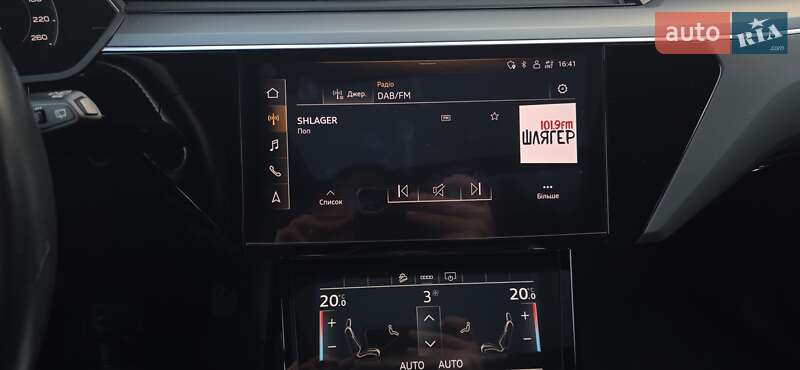 220
260
auto RIA
.com
16:41
Радіо
Джер.
DAB/FM
SHLAGER
Поп
FM
101.9FM
ШЛЯГЕР
Список
Більше
20.0 °C
3
20.0 °C
+
+
−
−
AUTO
AUTO